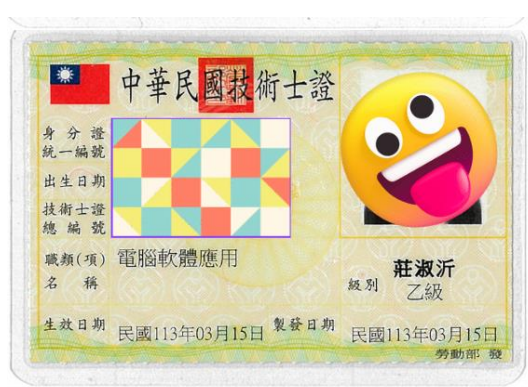 中華民國技術士證
身分證
統一編號
出生日期
技術士證
總編號
職類(項)
名稱
電腦軟體應用
莊淑沂
級別
乙級
生效日期
民國113年03月15日
製發日期
民國113年03月15日
勞動部 發